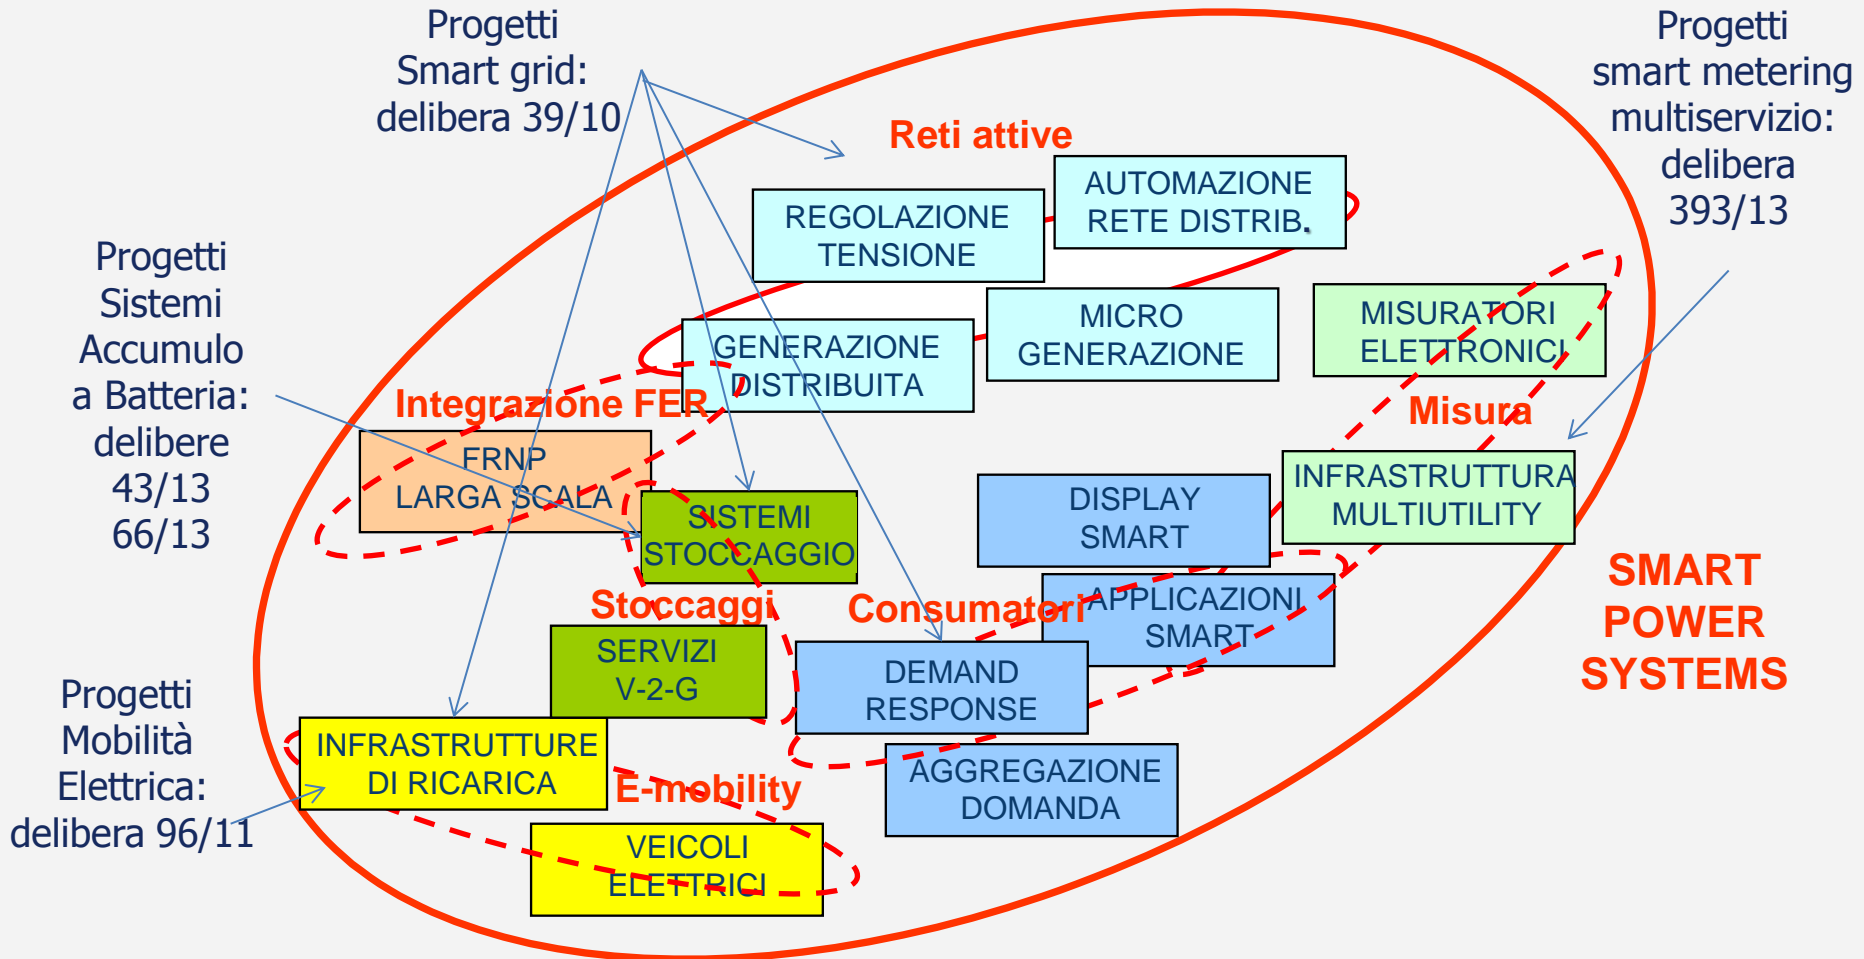 Progetti
Smart grid:
delibera 39/10
Progetti
smart metering
multiservizio:
delibera
393/13
Reti attive
AUTOMAZIONE
RETE DISTRIB.
REGOLAZIONE
TENSIONE
Progetti
Sistemi
Accumulo
a Batteria:
delibere
43/13
66/13
MICRO
GENERAZIONE
MISURATORI
ELETTRONICI
GENERAZIONE
DISTRIBUITA
Integrazione FER
Misura
FRNP
LARGA SCALA
SISTEMI
STOCCAGGIO
DISPLAY
SMART
INFRASTRUTTURA
MULTIUTILITY
Stoccaggi
Consumatori
APPLICAZIONI
SMART
SMART
POWER
SYSTEMS
SERVIZI
V-2-G
DEMAND
RESPONSE
Progetti
Mobilità
Elettrica:
delibera 96/11
INFRASTRUTTURE
DI RICARICA
E-mobility
AGGREGAZIONE
DOMANDA
VEICOLI
ELETTRICI